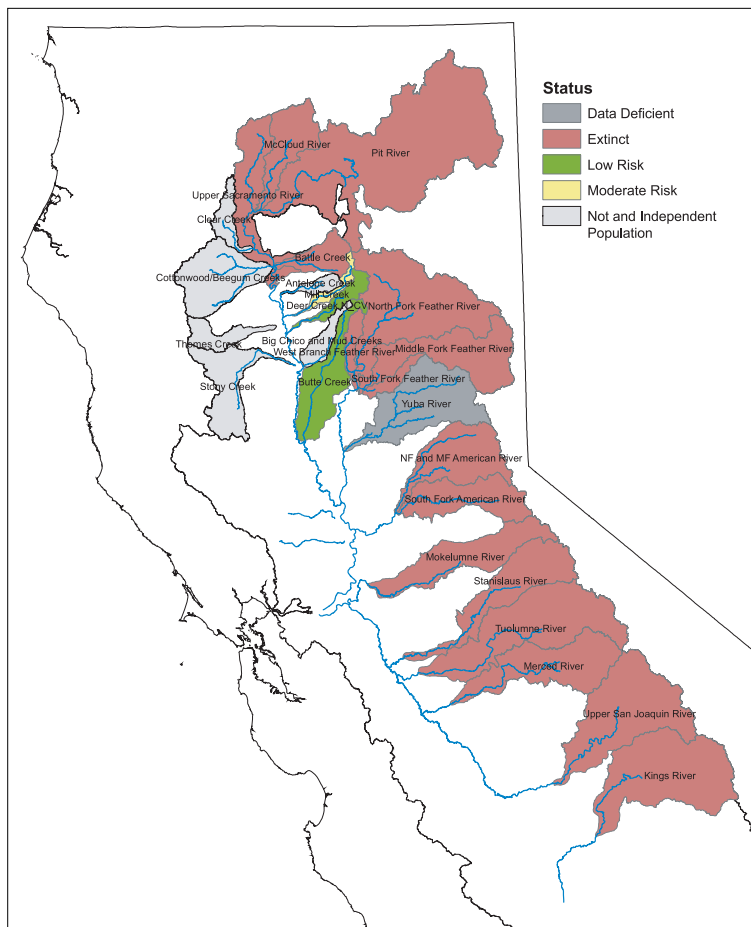 Status
Data Deficient
Extinct
Low Risk
Moderate Risk
Not and Independent
Population
McCloud River
Pit River
Upper Sacramento River
Clear Creek
Battle Creek
Cottonwood/Beegum Creeks
Antelope Creek
Mill Creek
Deer Creek
North Fork Feather River
Big Chico and Mud Creeks
Thomes Creek
West Branch Feather River
Middle Fork Feather River
Stony Creek
Butte Creek
South Fork Feather River
Yuba River
NF and MF American River
South Fork American River
Mokelumne River
Stanislaus River
Tuolumne River
Merced River
Upper San Joaquin River
Kings River